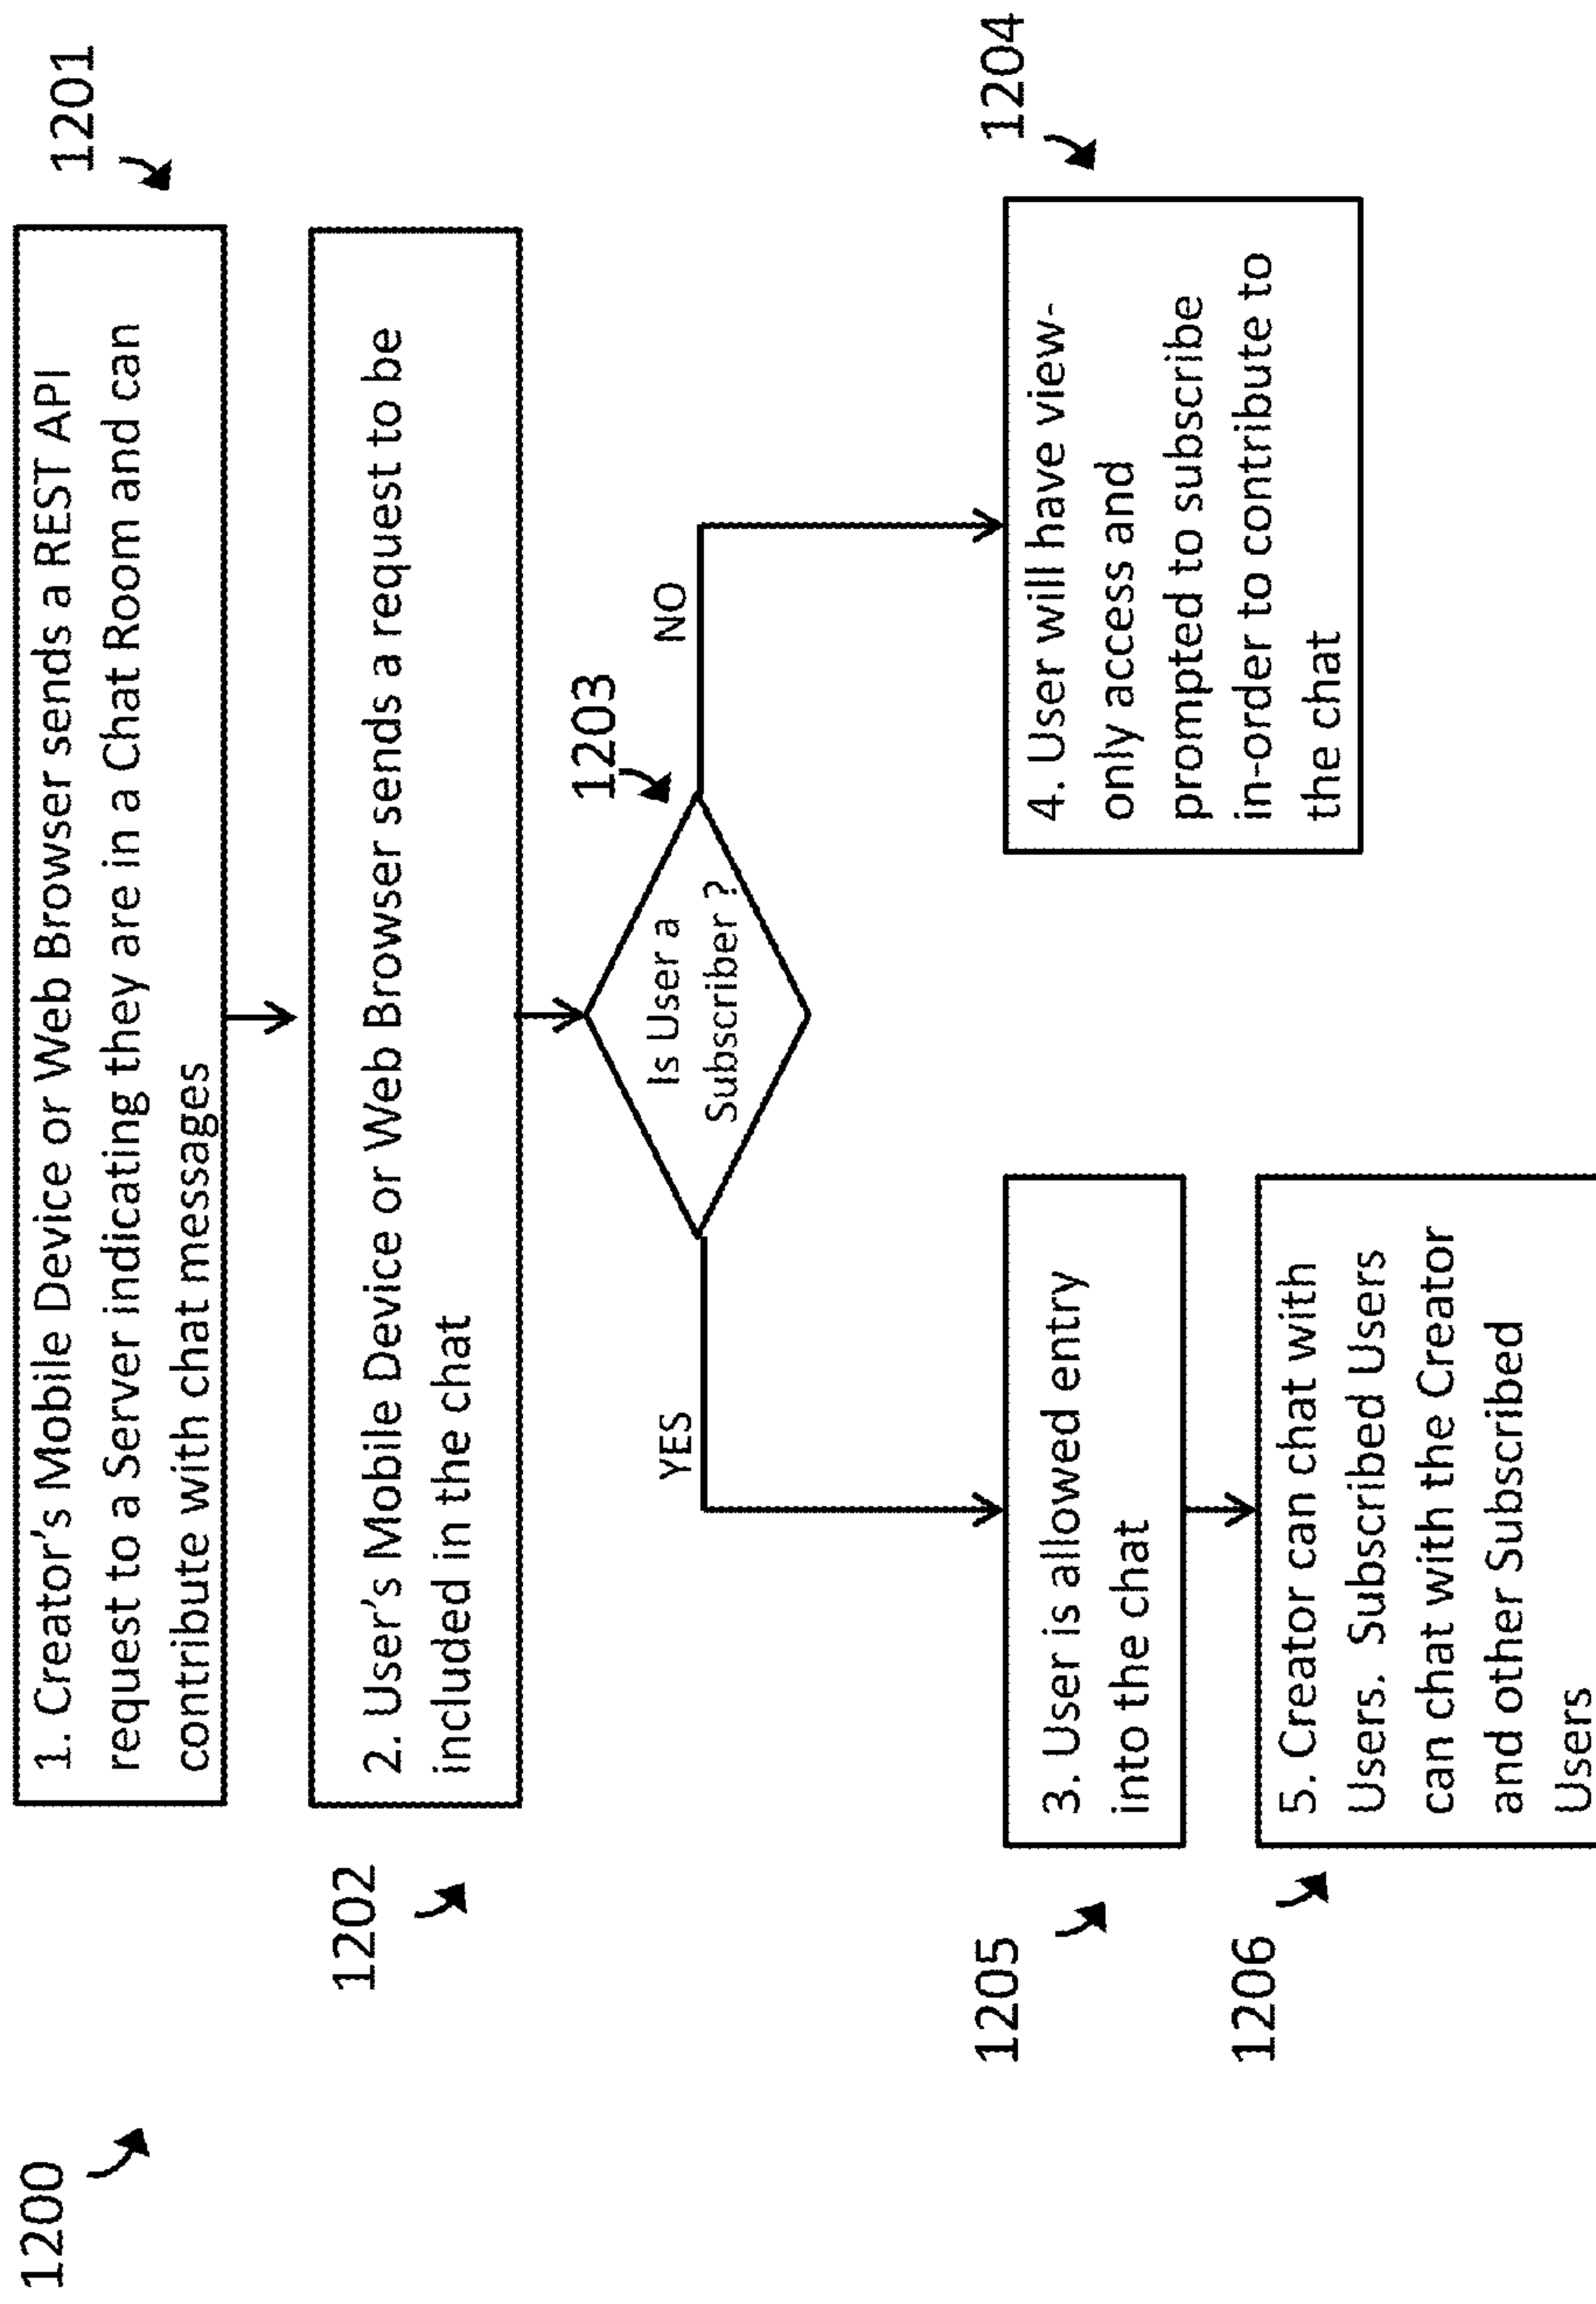 1200
1201
1. Creator's Mobile Device or Web Browser sends a REST API
request to a Server indicating they are in a Chat Room and can
contribute with chat messages
1202
2. User's Mobile Device or Web Browser sends a request to be
included in the chat
1203
Is User a
Subscriber ?
YES
NO
1205
3. User is allowed entry
into the chat
1204
4. User will have view-
only access and
prompted to subscribe
in-order to contribute to
the chat
1206
5. Creator can chat with
Users.  Subscribed Users
can chat with the Creator
and other Subscribed
Users